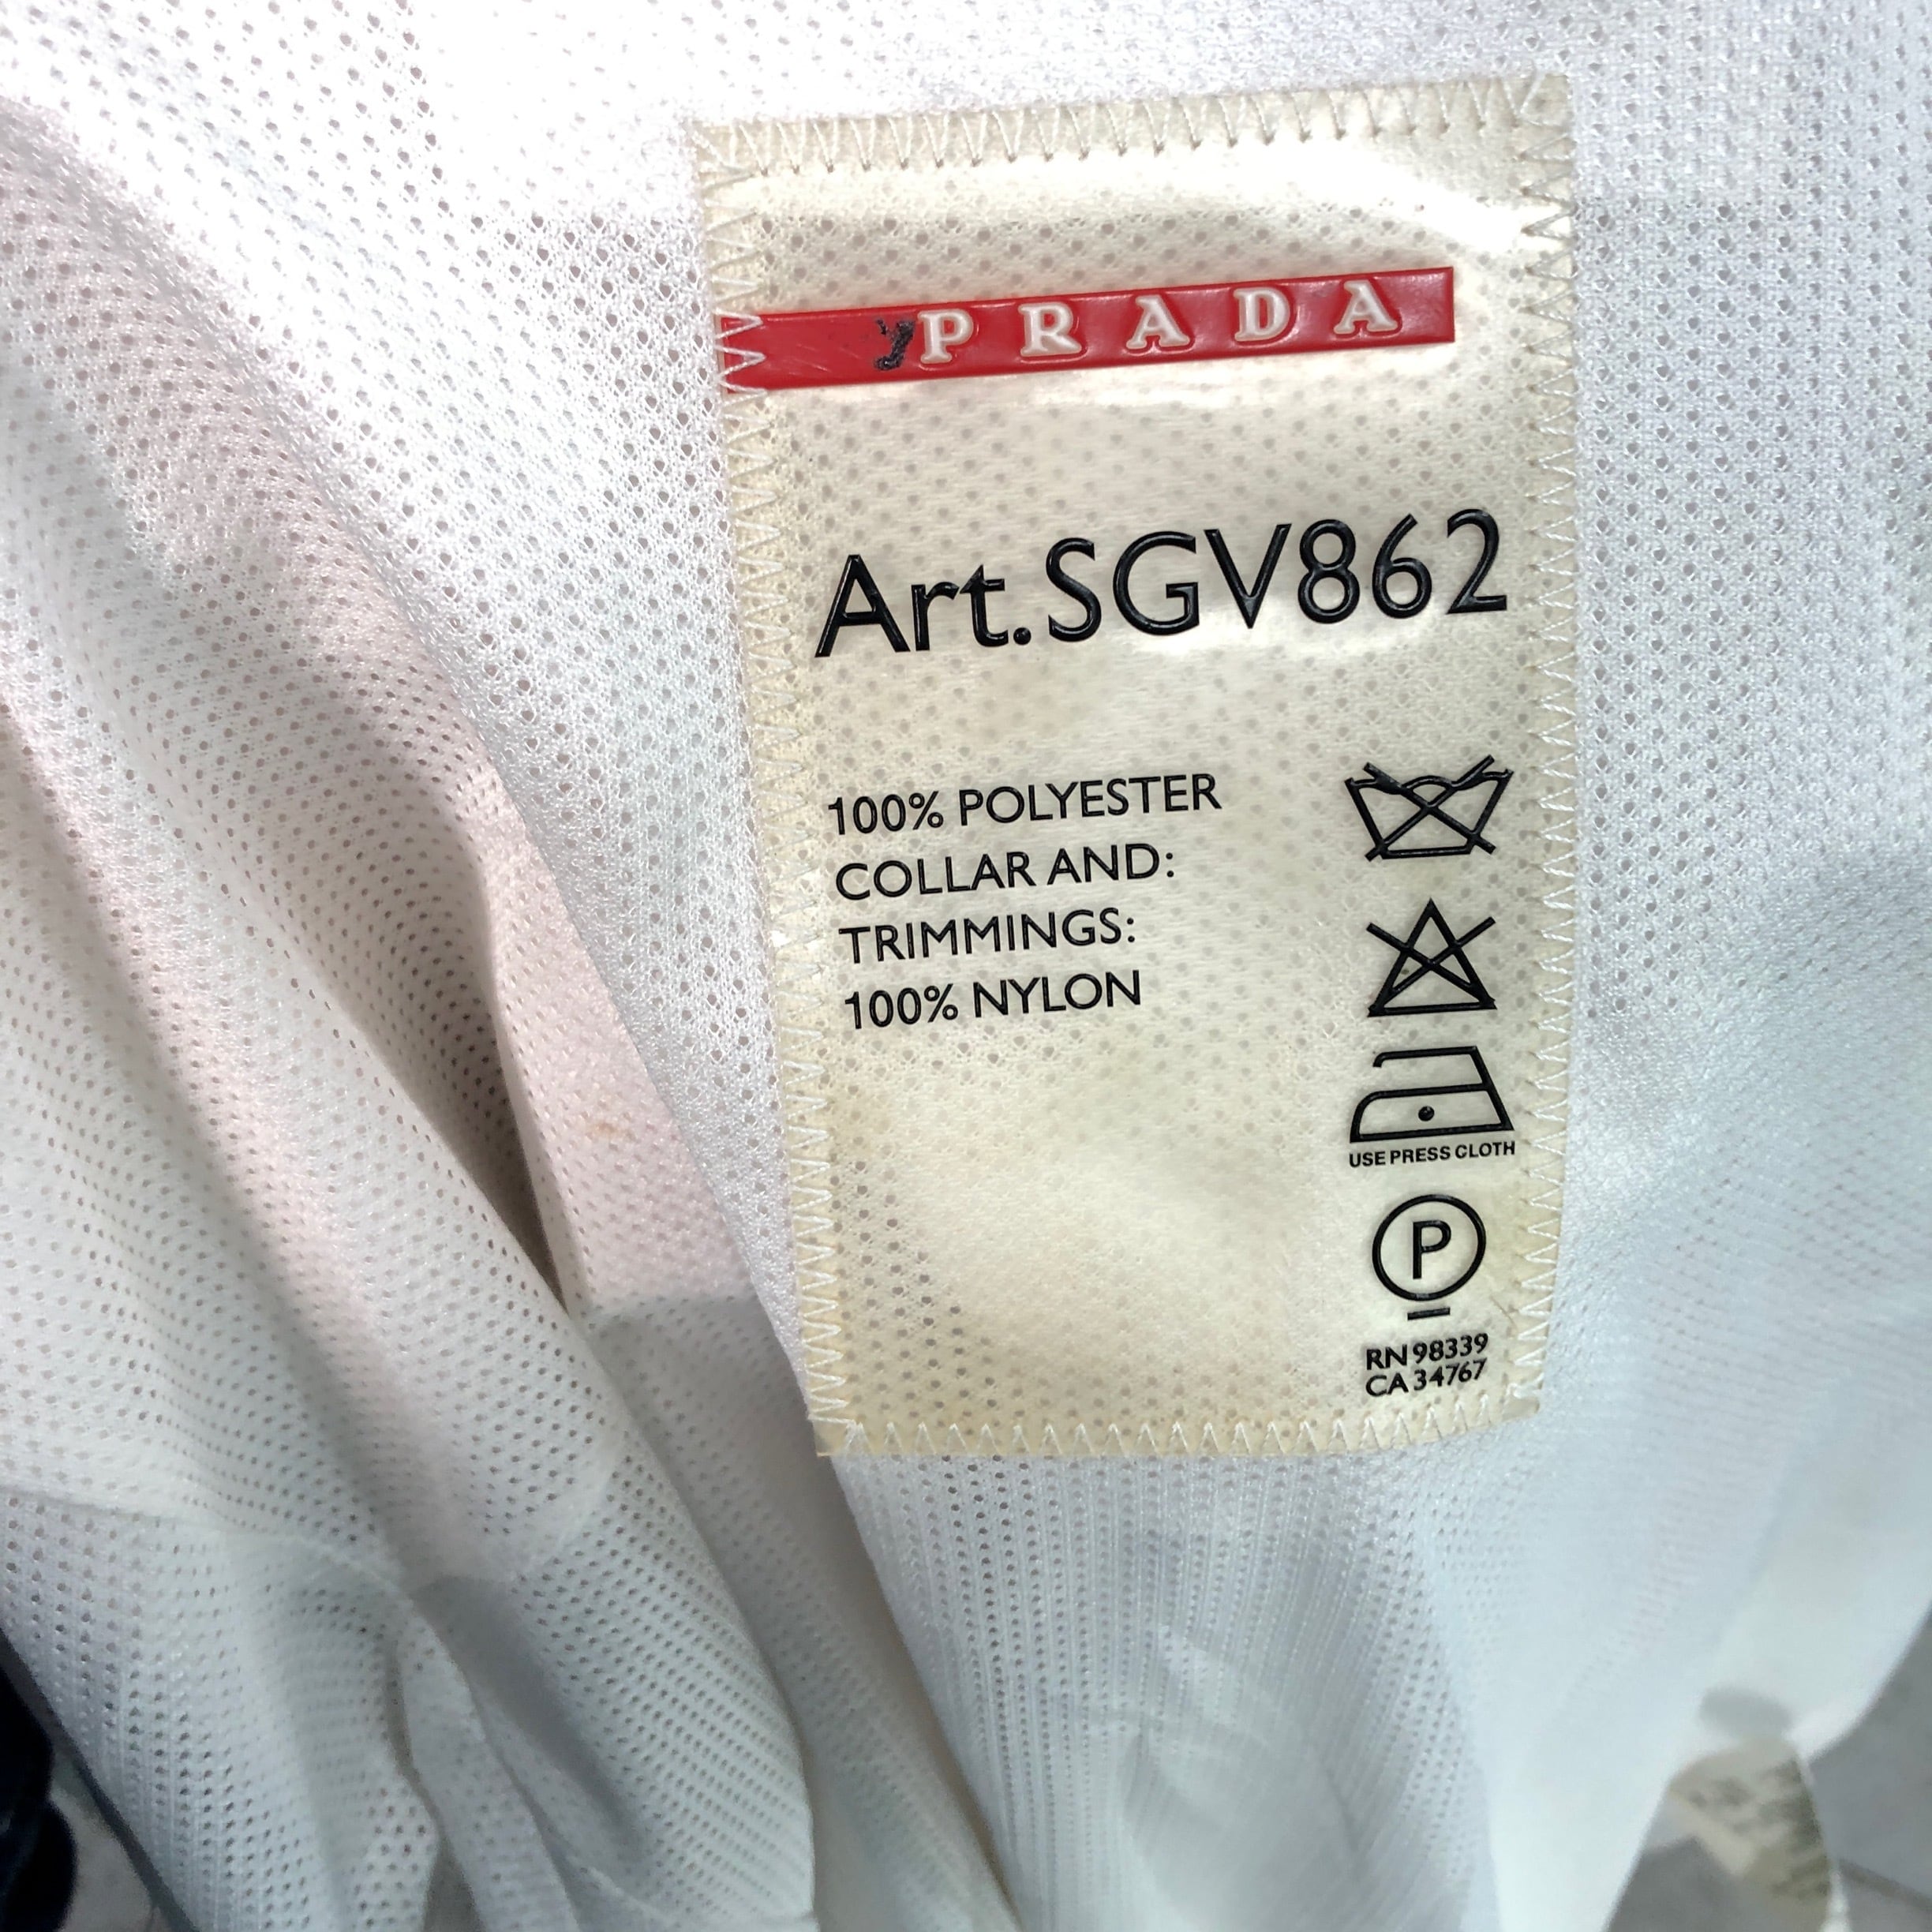 PRADA
Art.SGV862
100% POLYESTER
COLLAR AND:
TRIMMINGS:
100% NYLON
USE PRESS CLOTH
P
RN 98339
CA 34767